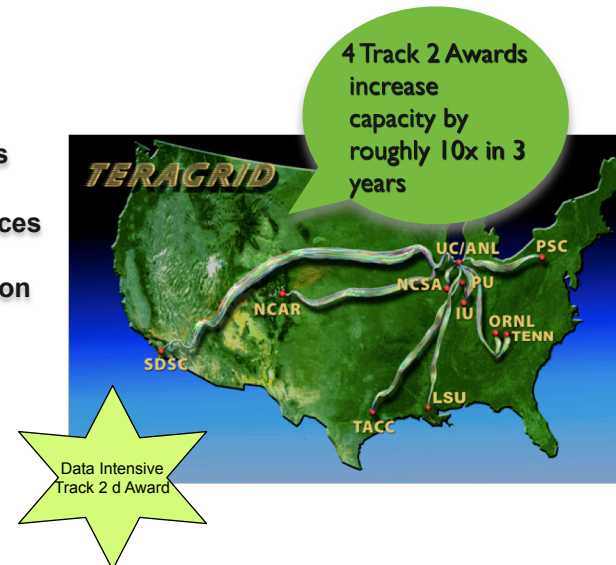 4 Track 2 Awards
increase
capacity by
roughly 10x in 3
years
TERAGRID
UC/ANL
PSC
NCSA
PU
NCAR
IU
ORNL
TENN
SDSC
LSU
TACC
Data Intensive
Track 2 d Award